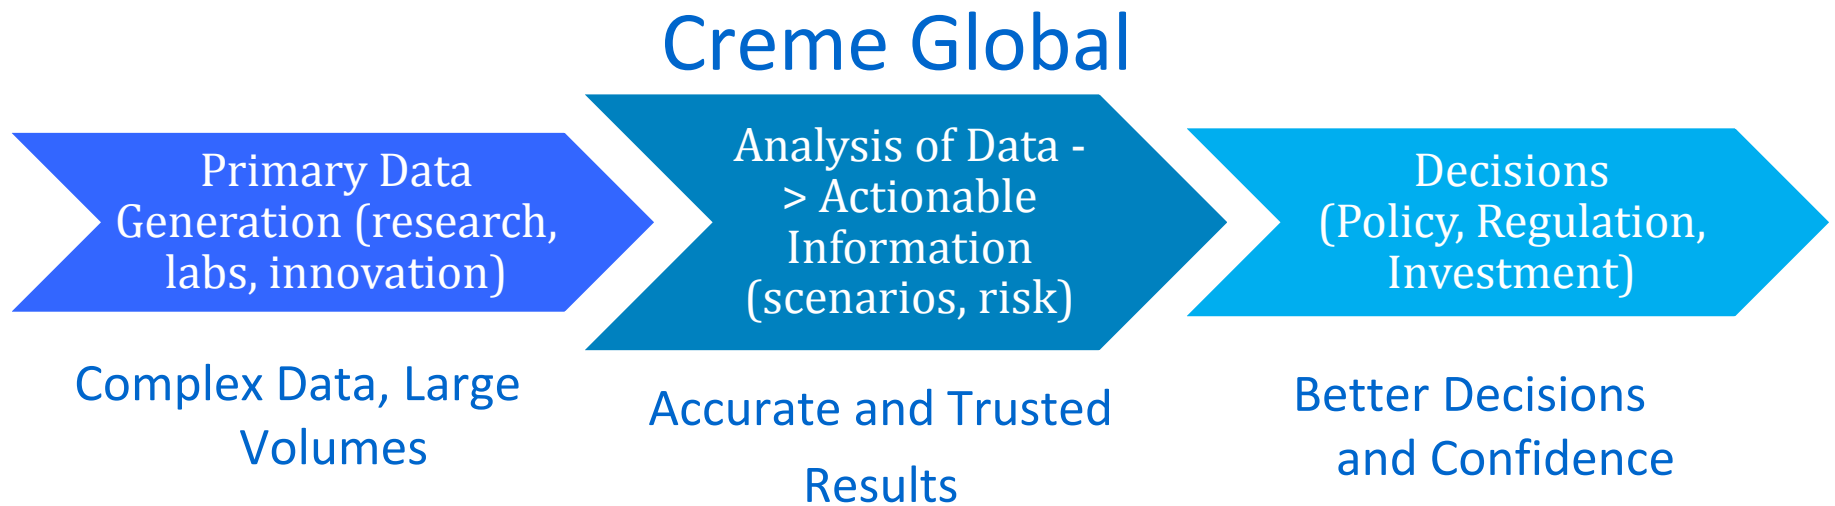 Creme Global
Primary Data
Generation (research,
labs, innovation)
Complex Data, Large
Volumes
Analysis of Data -
> Actionable
Information
(scenarios, risk)
Accurate and Trusted
Results
Decisions
(Policy, Regulation,
Investment)
Better Decisions
and Confidence